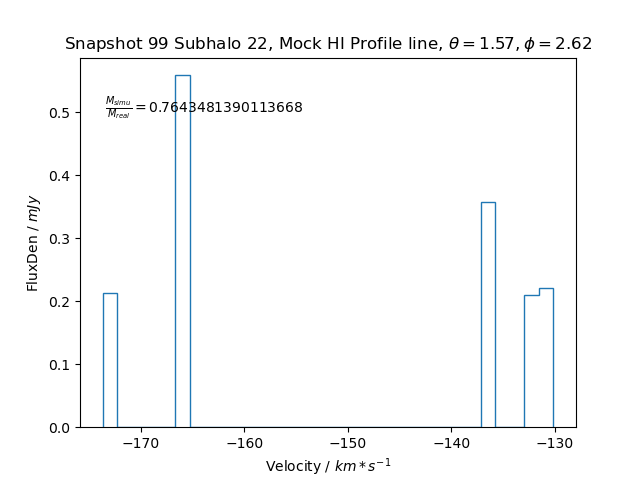 Snapshot 99 Subhalo 22, Mock HI Profile line, θ = 1.57, ϕ = 2.62
M_simu/M_real = 0.7643481390113668
FluxDen / mJy
0.5
0.4
0.3
0.2
0.1
0.0
−170 −160 −150 −140 −130
Velocity / km * s⁻¹